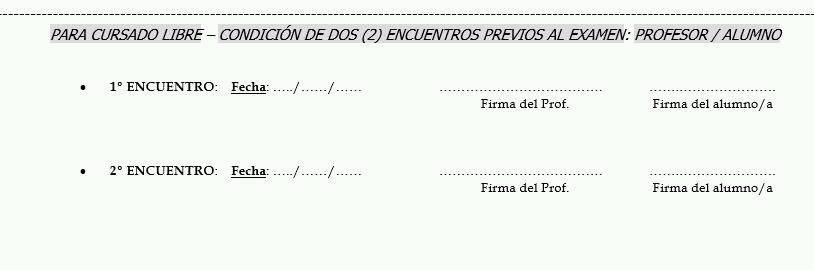 PARA CURSADO LIBRE – CONDICIÓN DE DOS (2) ENCUENTROS PREVIOS AL EXAMEN: PROFESOR / ALUMNO
• 1° ENCUENTRO: Fecha: ...../....../...... ..................................... .............................
Firma del Prof. Firma del alumno/a
• 2° ENCUENTRO: Fecha: ...../....../...... ..................................... .............................
Firma del Prof. Firma del alumno/a